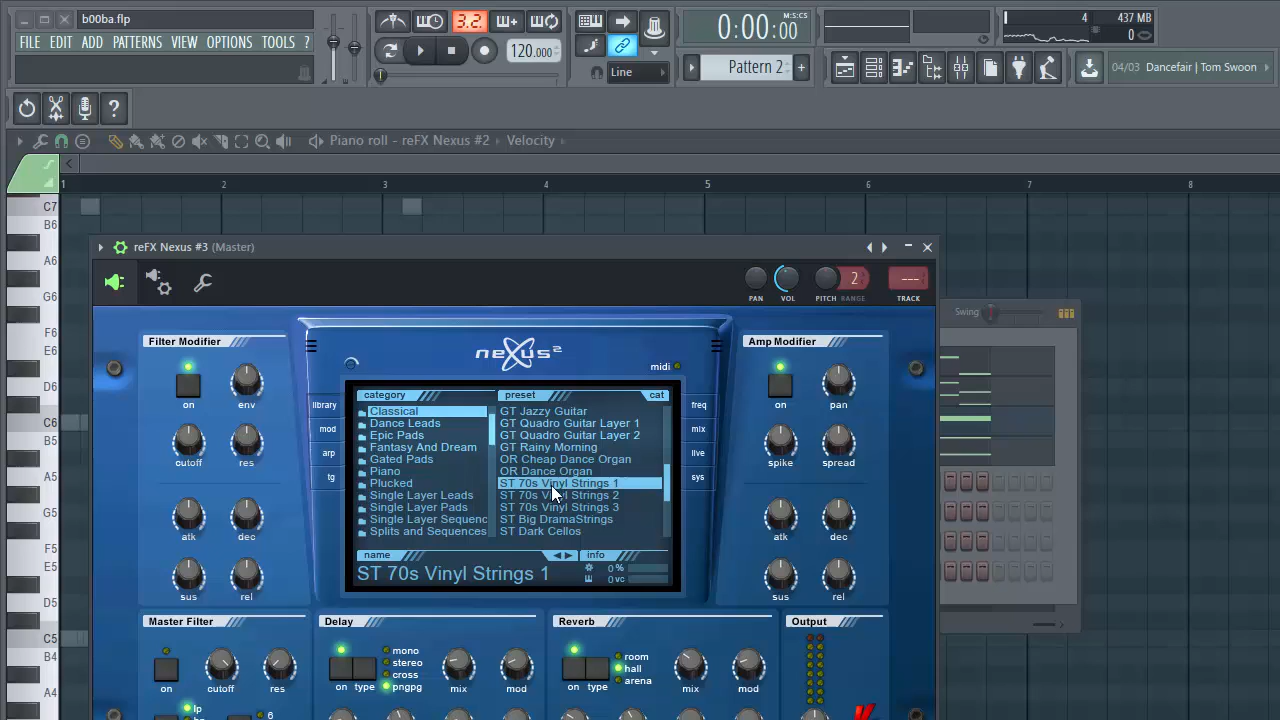 b00ba.flp
3.2.
0:00:00
M:S:CS
4
437 MB
0
FILE EDIT ADD PATTERNS VIEW OPTIONS TOOLS ?
120.000
Line
Pattern 2
04/03 Dancefair | Tom Swoon
?
Piano roll - reFX Nexus #2 Velocity
1 2 3 4 5 6 7 8
C7
B6
A6
G6
F6
E6
D6
C6
B5
A5
G5
F5
E5
D5
C5
B4
A4
reFX Nexus #3 (Master)
2
---
PAN VOL PITCH RANGE TRACK
Swing
Filter Modifier
on env
cutoff res
atk dec
sus rel
nexus²
midi
library
mod
arp
tg
freq
mix
live
sys
category preset cat
Classical GT Jazzy Guitar
Dance Leads GT Quadro Guitar Layer 1
Epic Pads GT Quadro Guitar Layer 2
Fantasy And Dream GT Rainy Morning
Gated Pads OR Cheap Dance Organ
Piano OR Dance Organ
Plucked ST 70s Vinyl Strings 1
Single Layer Leads ST 70s Vinyl Strings 2
Single Layer Pads ST 70s Vinyl Strings 3
Single Layer Sequenc ST Big DramaStrings
Splits and Sequences ST Dark Cellos
name info
ST 70s Vinyl Strings 1
0 %
0 vc
Amp Modifier
on pan
spike spread
atk dec
sus rel
Master Filter
on cutoff res
lp
6
Delay
on type
mono
stereo
cross
pngpg
mix mod
Reverb
on type
room
hall
arena
mix mod
Output